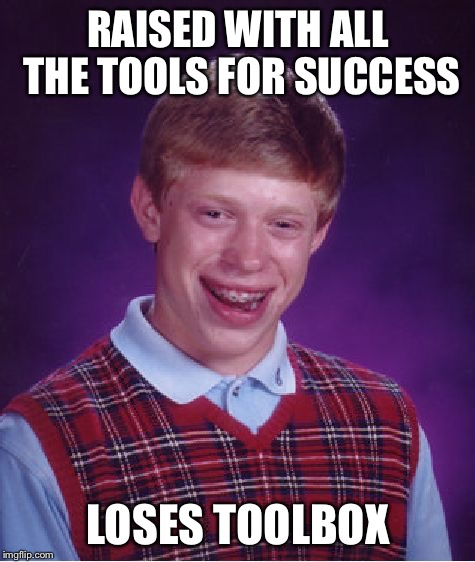 RAISED WITH ALL
THE TOOLS FOR SUCCESS
LOSES TOOLBOX
imgflip.com